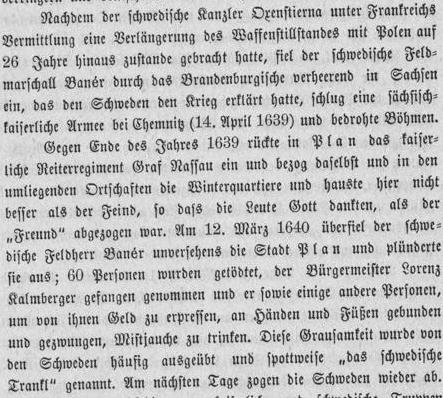 Nachdem der schwedische Kanzler Oxenstierna unter Frankreichs
Vermittlung eine Verlängerung des Waffenstillstandes mit Polen auf
26 Jahre hinaus zustande gebracht hatte, fiel der schwedische Feld-
marschall Banér durch das Brandenburgische verheerend in Sachsen
ein, das den Schweden den Krieg erklärt hatte, schlug eine sächsisch-
kaiserliche Armee bei Chemnitz (14. April 1639) und bedrohte Böhmen.
Gegen Ende des Jahres 1639 rückte in Plan das kaiser-
liche Reiterregiment Graf Nassau ein und bezog daselbst und in den
umliegenden Ortschaften die Winterquartiere und hauste hier nicht
besser als der Feind, so dass die Leute Gott dankten, als der
„Freund“ abgezogen war. Am 12. März 1640 überfiel der schwe-
dische Feldherr Banér unversehens die Stadt Plan und plünderte
sie aus; 60 Personen wurden getödtet, der Bürgermeister Lorenz
Kalmberger gefangen genommen und er sowie einige andere Personen,
um von ihnen Geld zu erpressen, an Händen und Füßen gebunden
und gezwungen, Mistjauche zu trinken. Diese Grausamkeit wurde von
den Schweden häufig ausgeübt und spottweise „das schwedische
Trankl“ genannt. Am nächsten Tage zogen die Schweden wieder ab.
schwedische Truppen